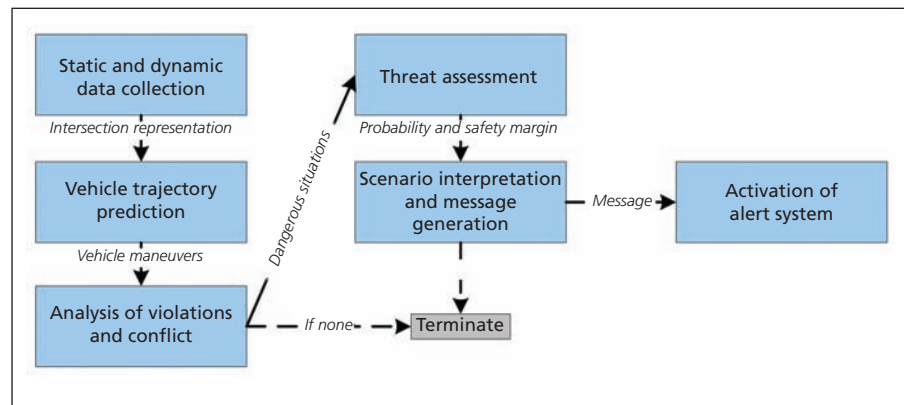 Static and dynamic
data collection
Intersection representation
Vehicle trajectory
prediction
Vehicle maneuvers
Analysis of violations
and conflict
Dangerous situations
If none
Threat assessment
Probability and safety margin
Scenario interpretation
and message
generation
Terminate
Message
Activation of
alert system